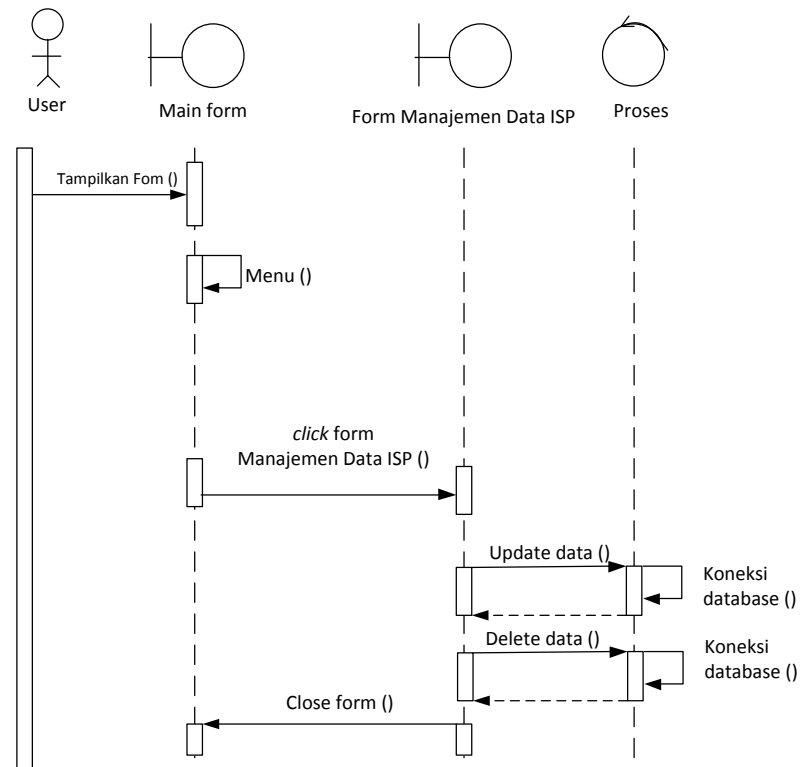 User
Main form
Form Manajemen Data ISP
Proses
Tampilkan Fom ()
Menu ()
click form
Manajemen Data ISP ()
Update data ()
Koneksi
database ()
Delete data ()
Koneksi
database ()
Close form ()